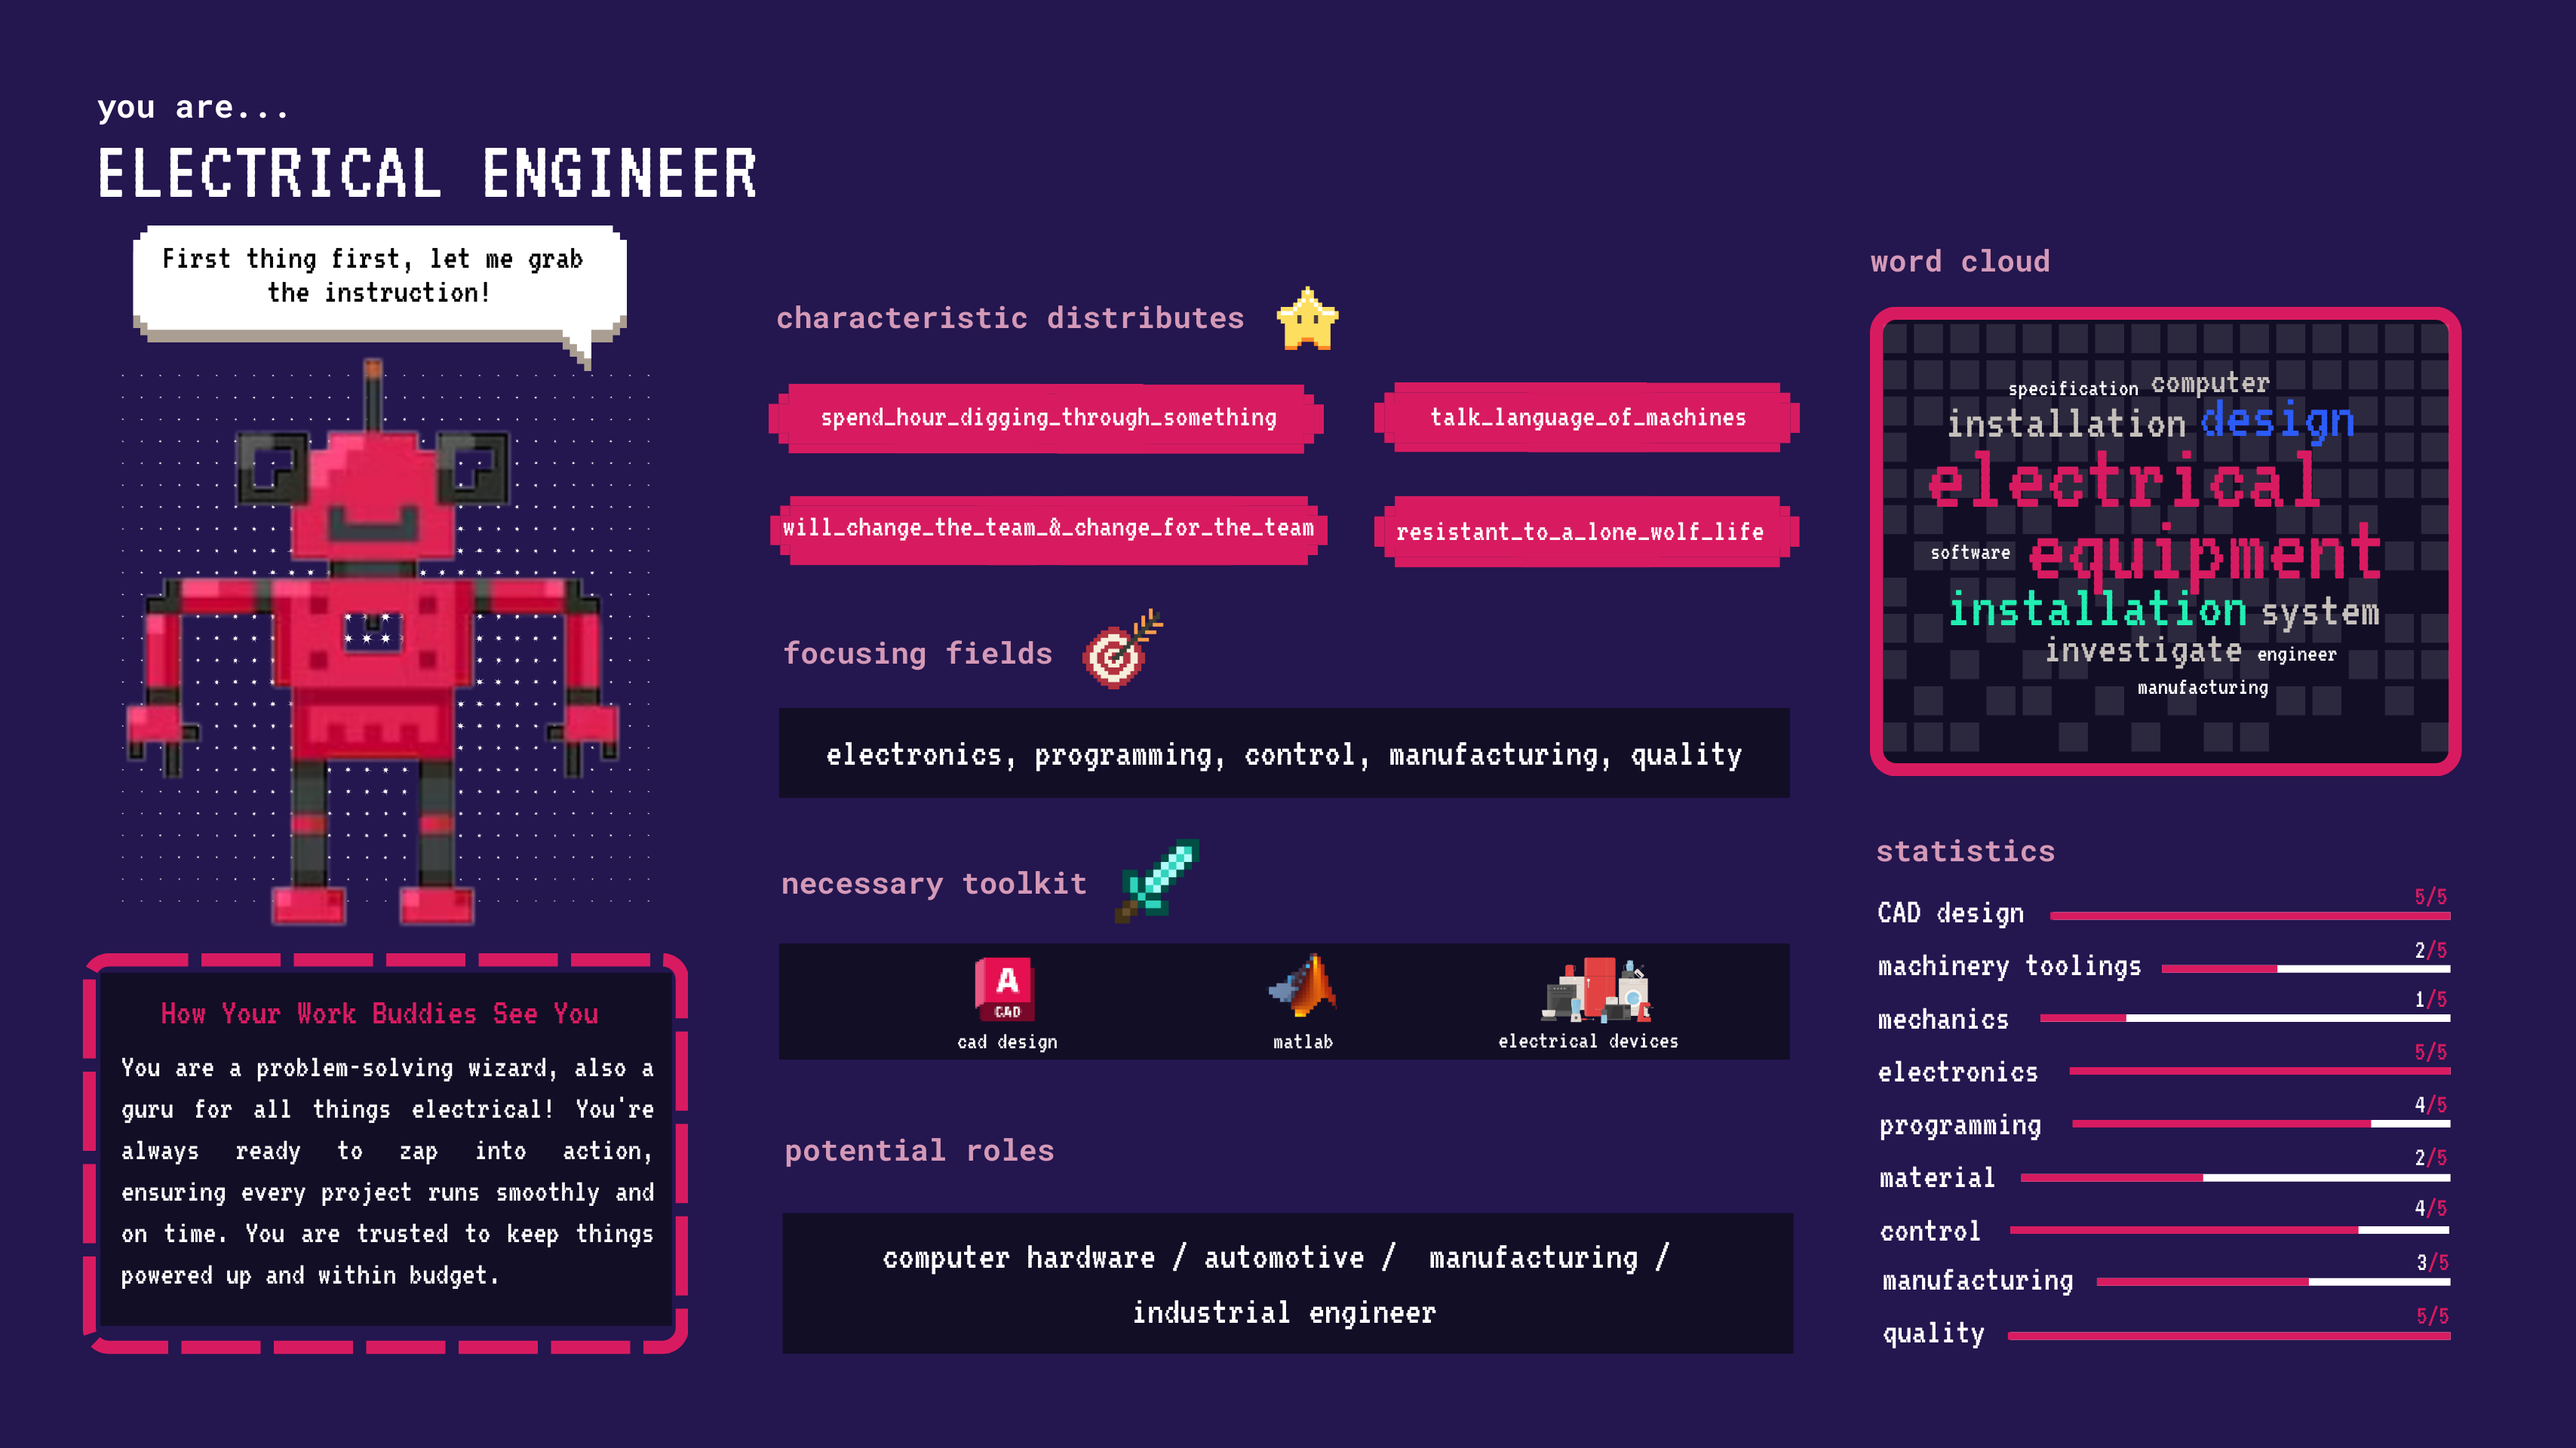 you are...
ELECTRICAL ENGINEER
First thing first, let me grab
the instruction!
How Your Work Buddies See You
You are a problem-solving wizard, also a
guru for all things electrical! You're
always ready to zap into action,
ensuring every project runs smoothly and
on time. You are trusted to keep things
powered up and within budget.
characteristic distributes
spend_hour_digging_through_something
talk_language_of_machines
will_change_the_team_&_change_for_the_team
resistant_to_a_lone_wolf_life
focusing fields
electronics, programming, control, manufacturing, quality
necessary toolkit
A
CAD
cad design
matlab
electrical devices
potential roles
computer hardware / automotive / manufacturing /
industrial engineer
word cloud
specification computer
installation design
electrical
software equipment
installation system
investigate engineer
manufacturing
statistics
CAD design 5/5
machinery toolings 2/5
mechanics 1/5
electronics 5/5
programming 4/5
material 2/5
control 4/5
manufacturing 3/5
quality 5/5